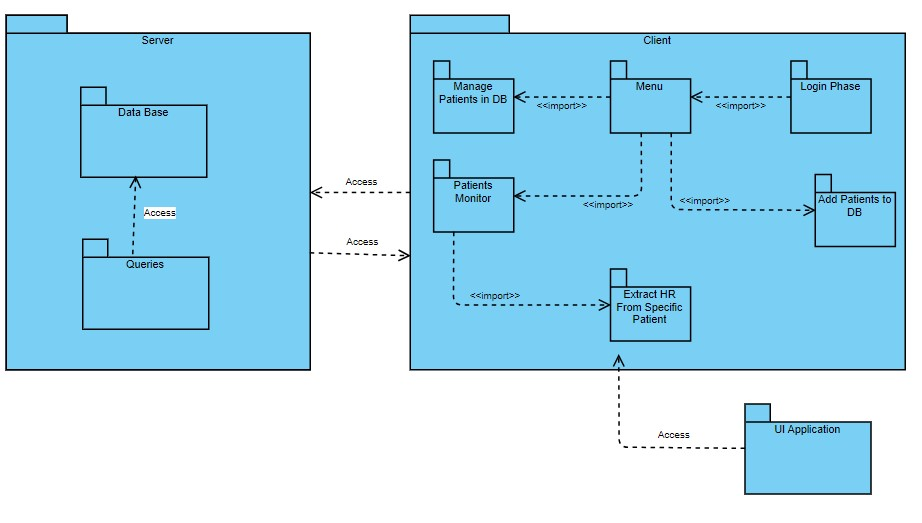 Server
Client
Manage
Patients in DB
<<import>>
Menu
<<import>>
Login Phase
Data Base
Access
Queries
Access
Access
Patients
Monitor
<<import>>
<<import>>
Add Patients to
DB
<<import>>
Extract HR
From Specific
Patient
Access
UI Application